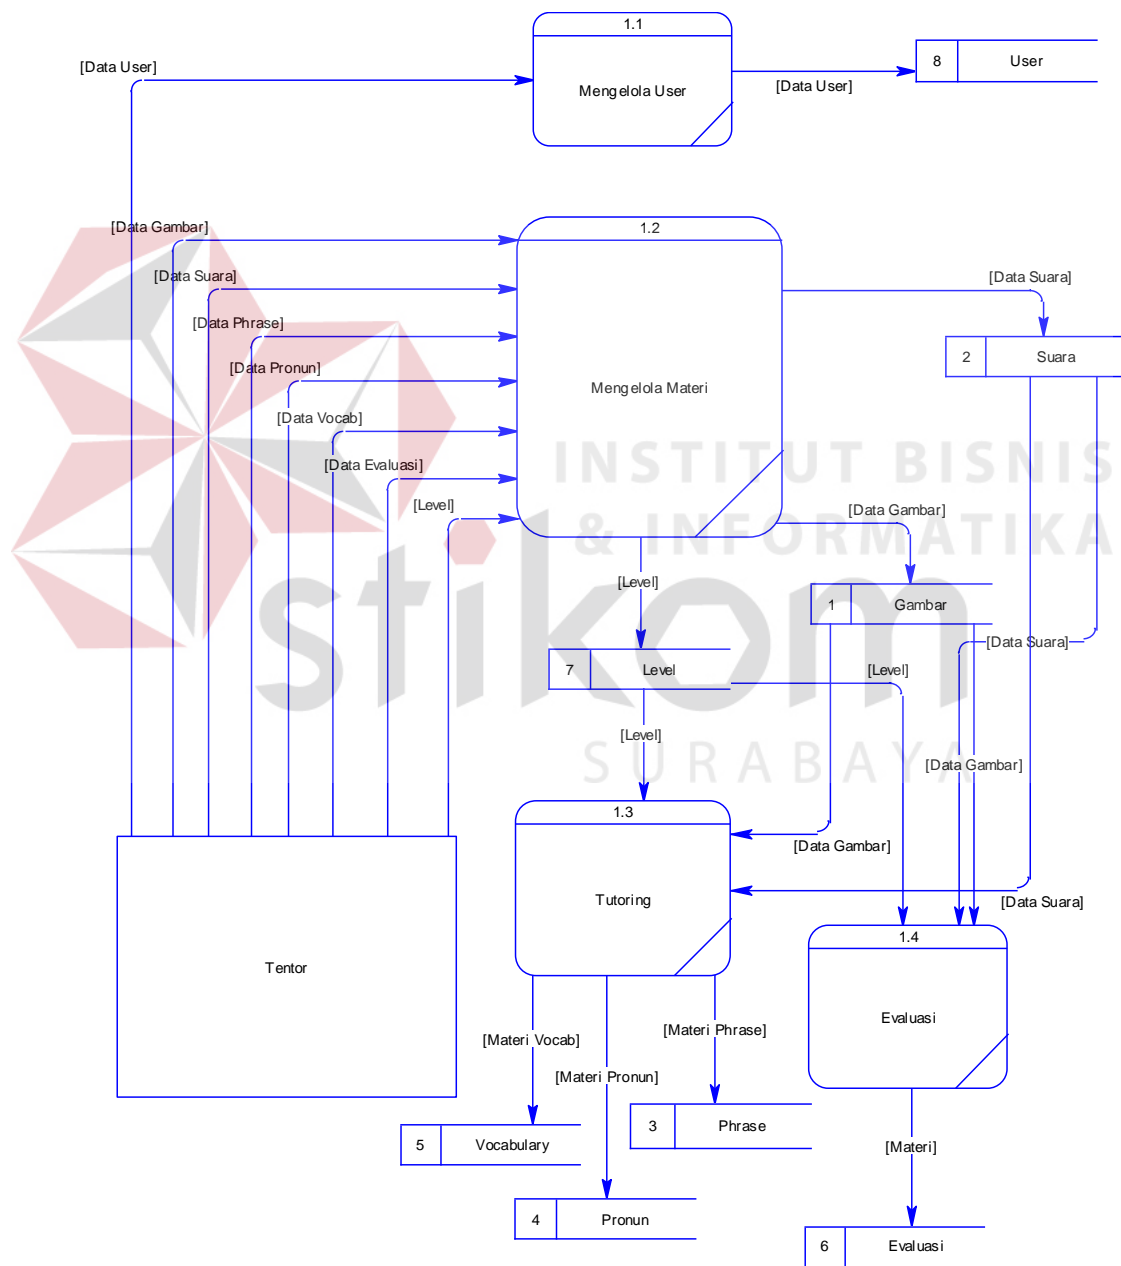 1.1
[Data User]
Mengelola User
[Data User]
8 User
[Data Gambar]
1.2
[Data Suara]
[Data Suara]
[Data Phrase]
2 Suara
[Data Pronun]
Mengelola Materi
[Data Vocab]
[Data Evaluasi]
[Level]
INSTITUT BISNIS
& INFORMATIKA
stikom
SURABAYA
[Data Gambar]
[Level]
1 Gambar
[Data Suara]
7 Level
[Level]
[Level]
[Data Gambar]
1.3
[Data Gambar]
Tutoring
[Data Suara]
1.4
Tentor
Evaluasi
[Materi Vocab]
[Materi Phrase]
[Materi Pronun]
3 Phrase
5 Vocabulary
[Materi]
4 Pronun
6 Evaluasi